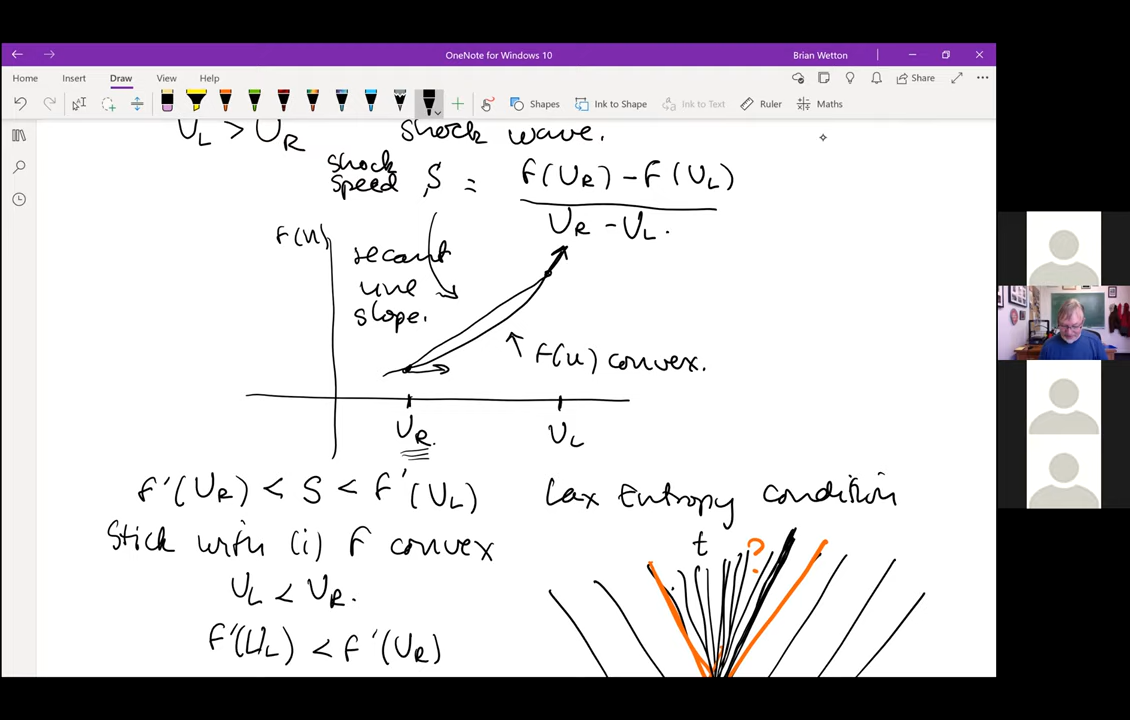 OneNote for Windows 10
Brian Wetton
Home Insert Draw View Help
Share
Shapes Ink to Shape Ink to Text Ruler Maths
U_L > U_R shock wave.
shock speed S = F(U_R) - F(U_L) / U_R - U_L.
F(u)
secant
line
slope.
F(u) convex.
U_R. U_L
F'(U_R) < S < F'(U_L) Lax Entropy condition
Stick with (i) F convex
t ?
U_L < U_R.
F'(U_L) < F'(U_R)